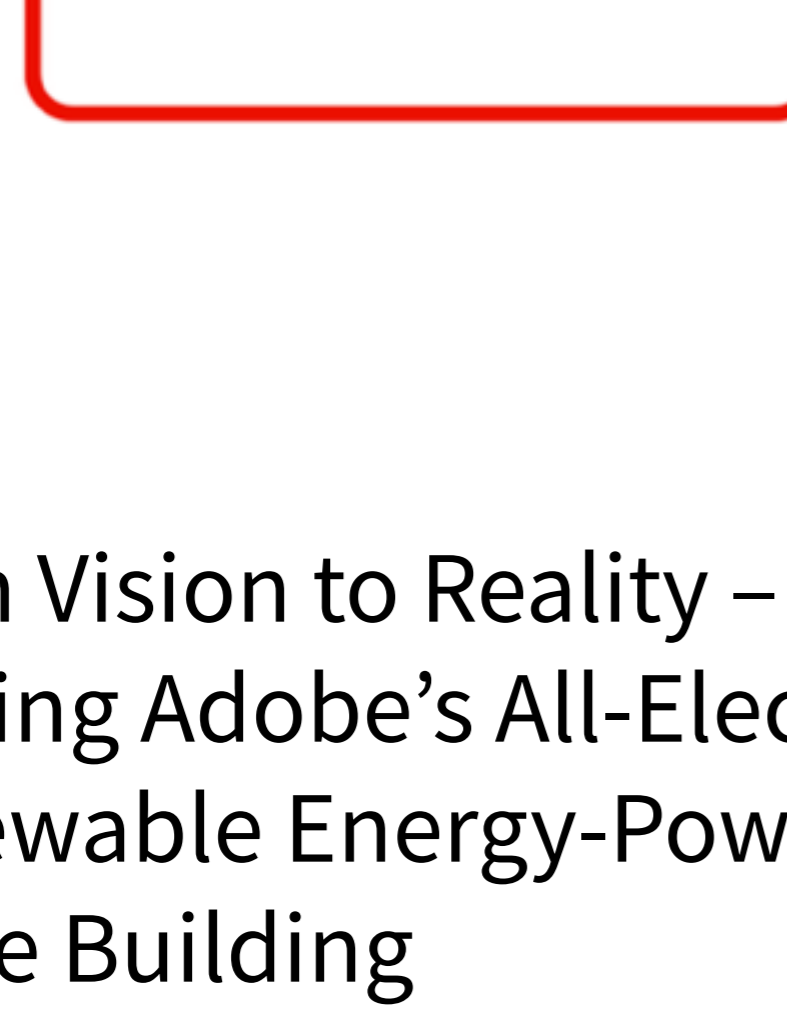 Vision to Reality –
ing Adobe’s All-Elec
ewable Energy-Pow
e Building